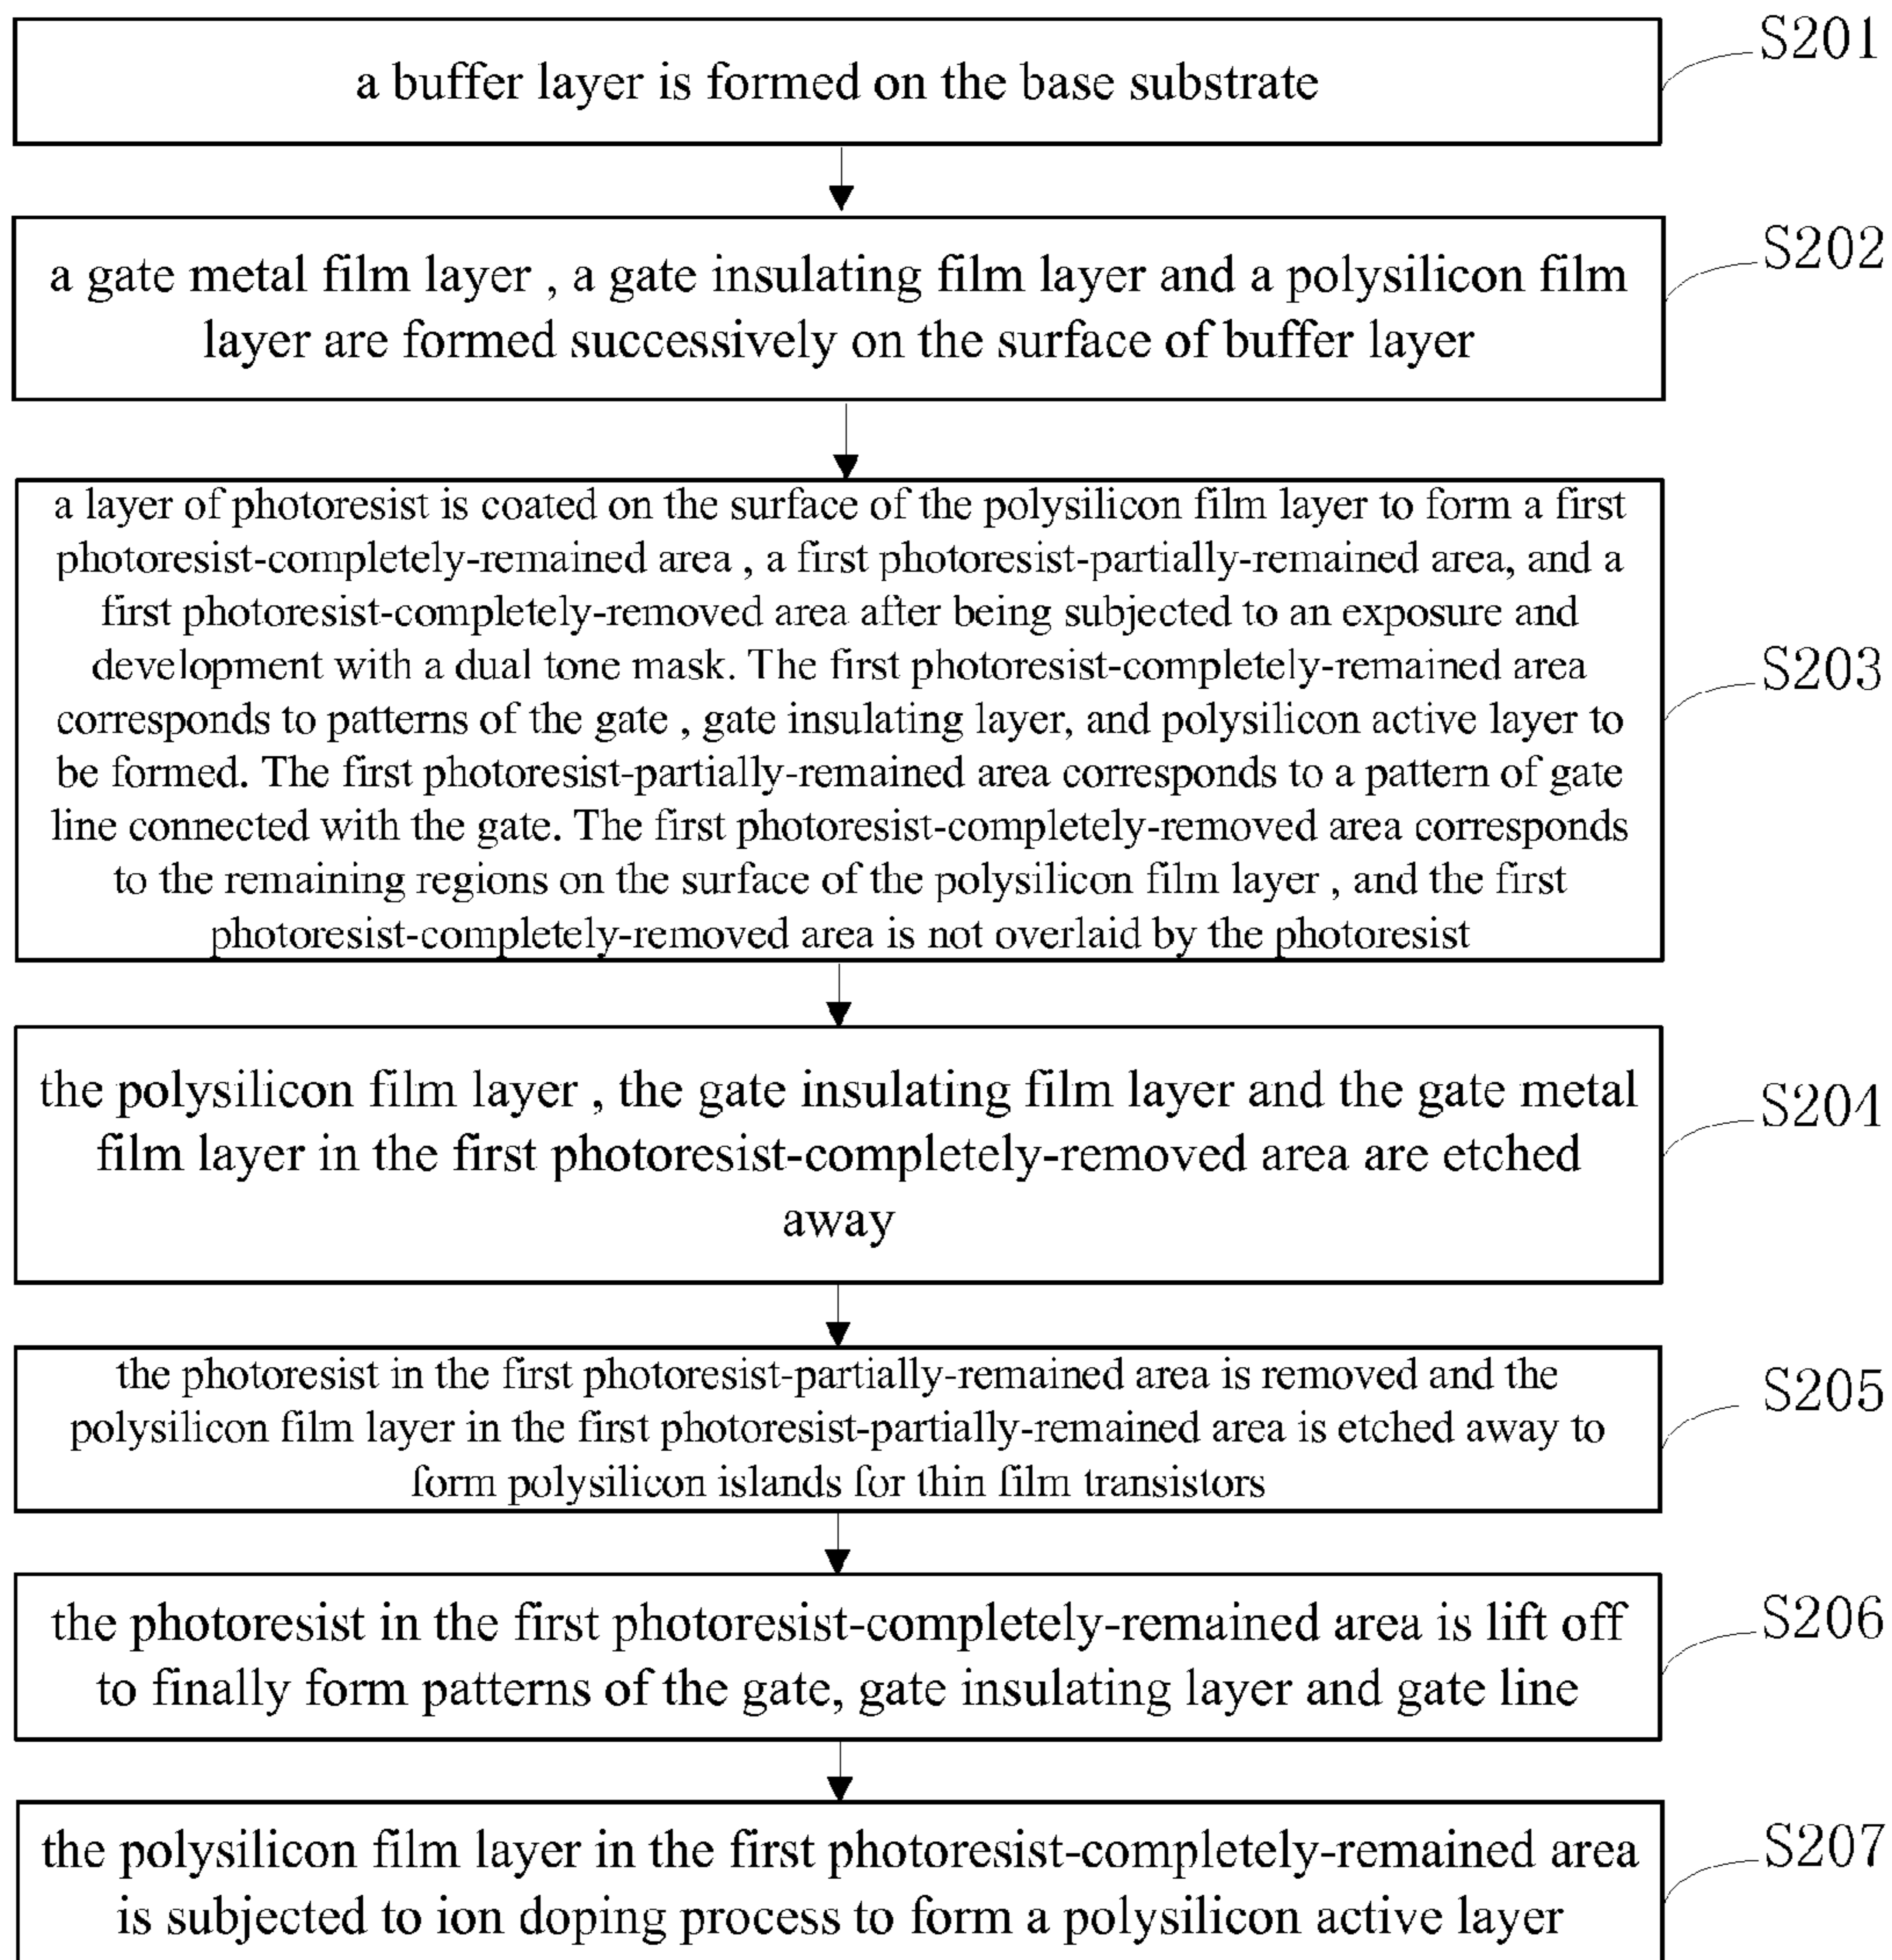 a buffer layer is formed on the base substrate
S201
a gate metal film layer , a gate insulating film layer and a polysilicon film
layer are formed successively on the surface of buffer layer
S202
a layer of photoresist is coated on the surface of the polysilicon film layer to form a first
photoresist-completely-remained area , a first photoresist-partially-remained area, and a
first photoresist-completely-removed area after being subjected to an exposure and
development with a dual tone mask. The first photoresist-completely-remained area
corresponds to patterns of the gate , gate insulating layer, and polysilicon active layer to
be formed. The first photoresist-partially-remained area corresponds to a pattern of gate
line connected with the gate. The first photoresist-completely-removed area corresponds
to the remaining regions on the surface of the polysilicon film layer , and the first
photoresist-completely-removed area is not overlaid by the photoresist
S203
the polysilicon film layer , the gate insulating film layer and the gate metal
film layer in the first photoresist-completely-removed area are etched
away
S204
the photoresist in the first photoresist-partially-remained area is removed and the
polysilicon film layer in the first photoresist-partially-remained area is etched away to
form polysilicon islands for thin film transistors
S205
the photoresist in the first photoresist-completely-remained area is lift off
to finally form patterns of the gate, gate insulating layer and gate line
S206
the polysilicon film layer in the first photoresist-completely-remained area
is subjected to ion doping process to form a polysilicon active layer
S207